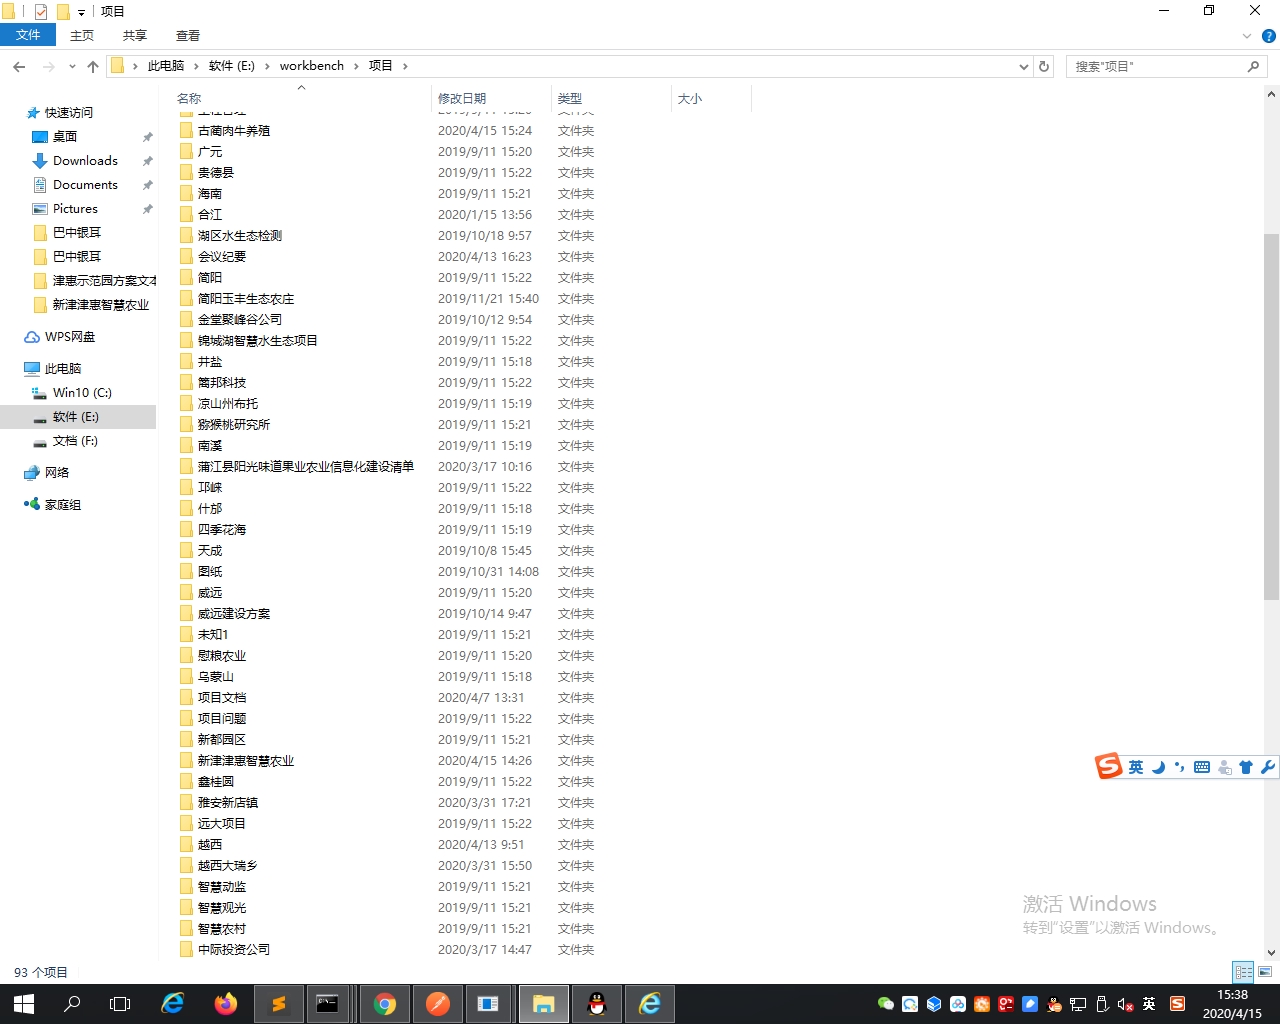 项目
文件 主页 共享 查看
此电脑 软件 (E:) workbench 项目 搜索"项目"
名称 修改日期 类型 大小
快速访问
桌面
Downloads
Documents
Pictures
巴中银耳
巴中银耳
津惠示范园方案文本
新津津惠智慧农业
WPS网盘
此电脑
Win10 (C:)
软件 (E:)
文档 (F:)
网络
家庭组
古蔺肉牛养殖 2020/4/15 15:24 文件夹
广元 2019/9/11 15:20 文件夹
贵德县 2019/9/11 15:22 文件夹
海南 2019/9/11 15:21 文件夹
合江 2020/1/15 13:56 文件夹
湖区水生态检测 2019/10/18 9:57 文件夹
会议纪要 2020/4/13 16:23 文件夹
简阳 2019/9/11 15:22 文件夹
简阳玉丰生态农庄 2019/11/21 15:40 文件夹
金堂聚峰谷公司 2019/10/12 9:54 文件夹
锦城湖智慧水生态项目 2019/9/11 15:22 文件夹
井盐 2019/9/11 15:18 文件夹
邦科技 2019/9/11 15:22 文件夹
凉山州布托 2019/9/11 15:19 文件夹
猕猴桃研究所 2019/9/11 15:21 文件夹
南溪 2019/9/11 15:19 文件夹
蒲江县阳光味道果业农业信息化建设清单 2020/3/17 10:16 文件夹
邛崃 2019/9/11 15:22 文件夹
什邡 2019/9/11 15:18 文件夹
四季花海 2019/9/11 15:19 文件夹
天成 2019/10/8 15:45 文件夹
图纸 2019/10/31 14:08 文件夹
威远 2019/9/11 15:20 文件夹
威远建设方案 2019/10/14 9:47 文件夹
未知1 2019/9/11 15:21 文件夹
慰粮农业 2019/9/11 15:20 文件夹
乌蒙山 2019/9/11 15:18 文件夹
项目文档 2020/4/7 13:31 文件夹
项目问题 2019/9/11 15:22 文件夹
新都园区 2019/9/11 15:21 文件夹
新津津惠智慧农业 2020/4/15 14:26 文件夹
鑫桂圆 2019/9/11 15:22 文件夹
雅安新店镇 2020/3/31 17:21 文件夹
远大项目 2019/9/11 15:22 文件夹
越西 2020/4/13 9:51 文件夹
越西大瑞乡 2020/3/31 15:50 文件夹
智慧动监 2019/9/11 15:21 文件夹
智慧观光 2019/9/11 15:21 文件夹
智慧农村 2019/9/11 15:21 文件夹
中际投资公司 2020/3/17 14:47 文件夹
英
激活 Windows
转到"设置"以激活 Windows。
93 个项目
英
15:38
2020/4/15